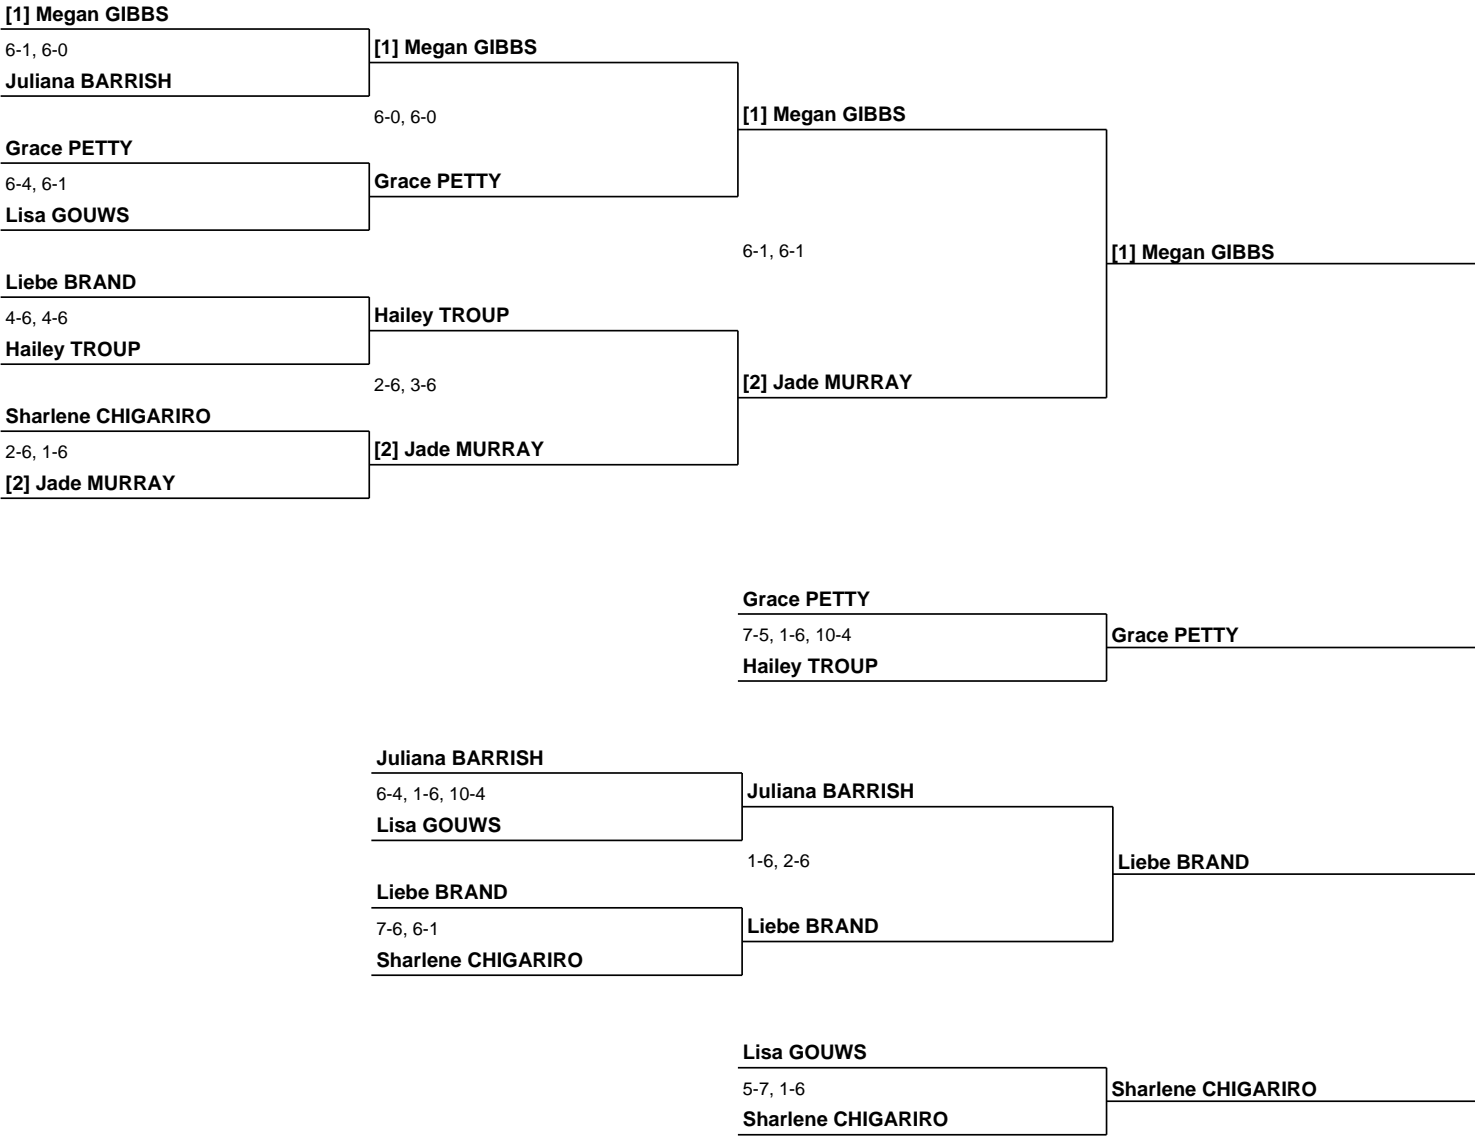 [1] Megan GIBBS
6-1, 6-0
Juliana BARRISH
[1] Megan GIBBS
6-0, 6-0
Grace PETTY
6-4, 6-1
Lisa GOUWS
Grace PETTY
[1] Megan GIBBS
6-1, 6-1
[1] Megan GIBBS
Liebe BRAND
4-6, 4-6
Hailey TROUP
Hailey TROUP
2-6, 3-6
Sharlene CHIGARIRO
2-6, 1-6
[2] Jade MURRAY
[2] Jade MURRAY
[2] Jade MURRAY
Grace PETTY
7-5, 1-6, 10-4
Hailey TROUP
Grace PETTY
Juliana BARRISH
6-4, 1-6, 10-4
Lisa GOUWS
Juliana BARRISH
1-6, 2-6
Liebe BRAND
Liebe BRAND
7-6, 6-1
Sharlene CHIGARIRO
Liebe BRAND
Lisa GOUWS
5-7, 1-6
Sharlene CHIGARIRO
Sharlene CHIGARIRO